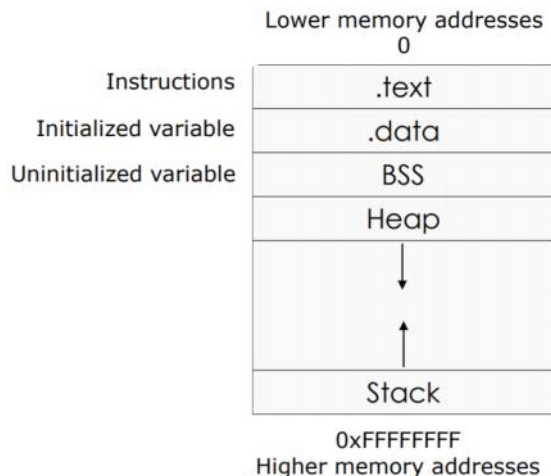 Lower memory addresses
0
Instructions .text
Initialized variable .data
Uninitialized variable BSS
Heap
Stack
0xFFFFFFFF
Higher memory addresses